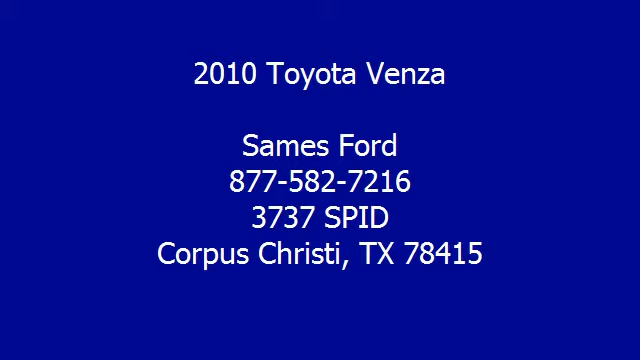 2010 Toyota Venza
Sames Ford
877-582-7216
3737 SPID
Corpus Christi, TX 78415